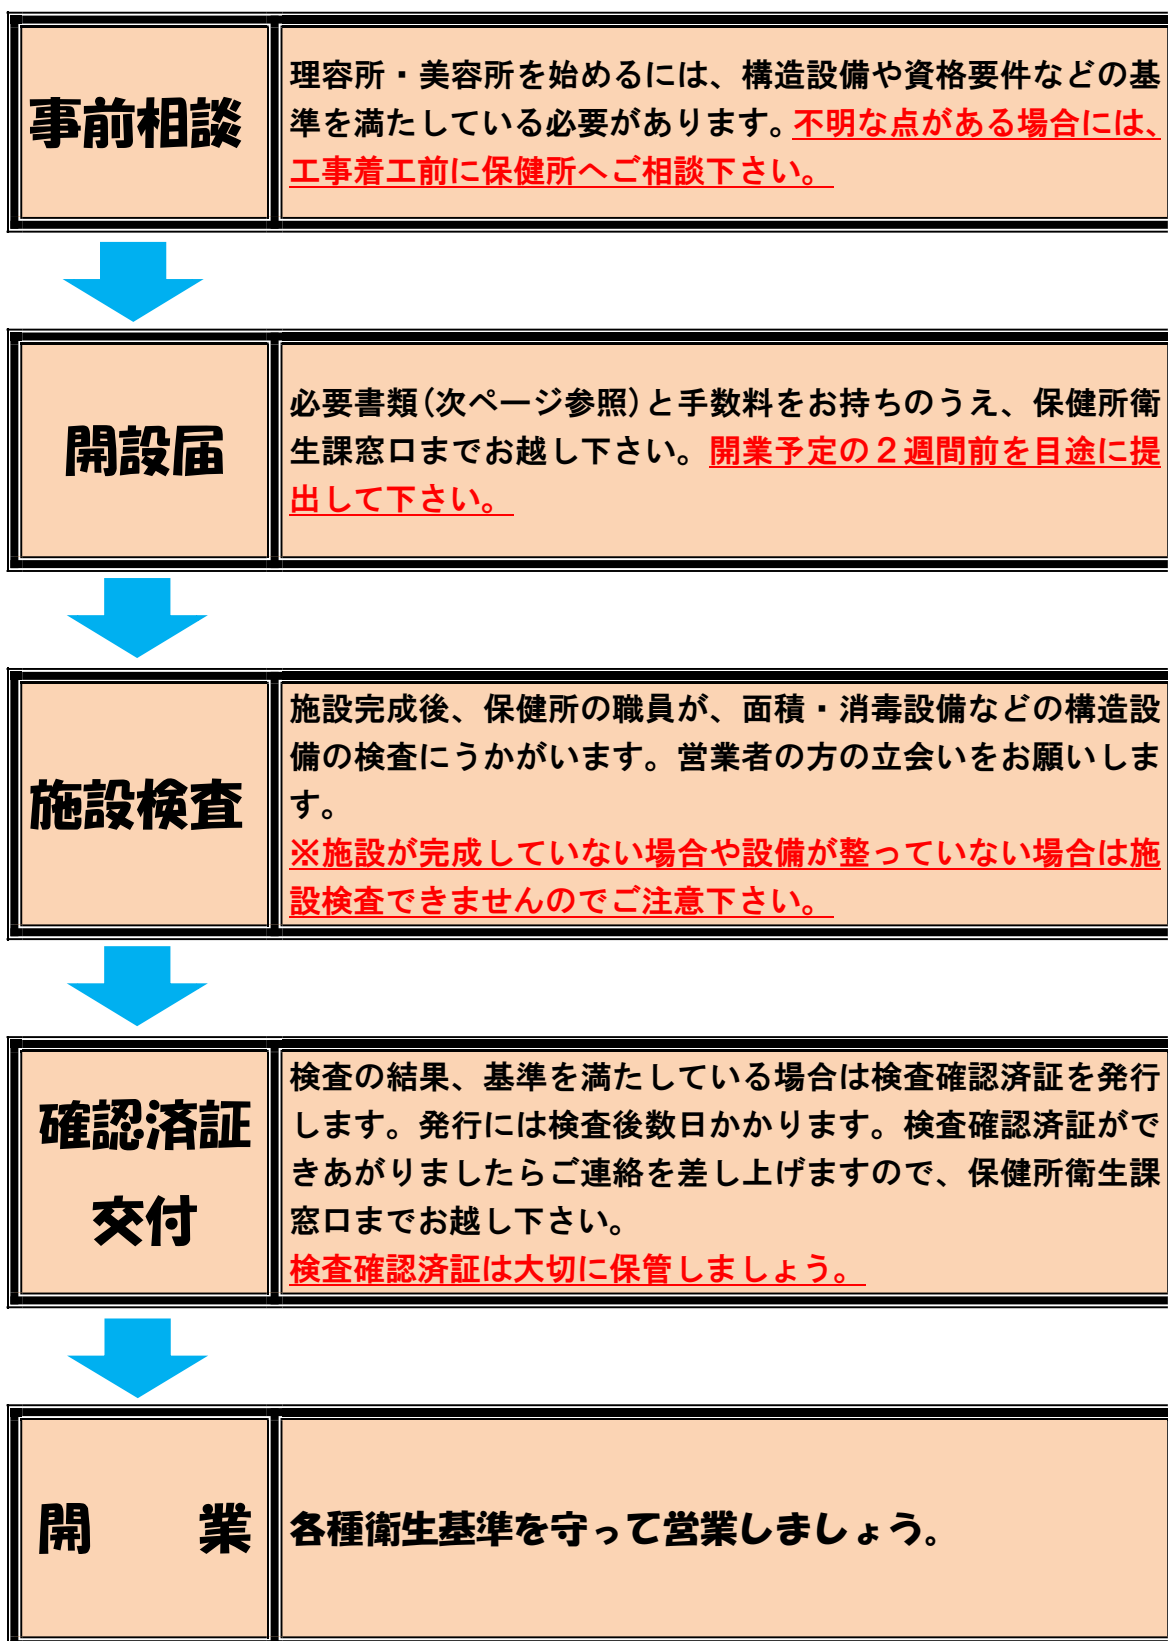 事前相談
理容所・美容所を始めるには、構造設備や資格要件などの基
準を満たしている必要があります。不明な点がある場合には、
工事着工前に保健所へご相談下さい。
開設届
必要書類(次ページ参照)と手数料をお持ちのうえ、保健所衛
生課窓口までお越し下さい。開業予定の２週間前を目途に提
出して下さい。
施設検査
施設完成後、保健所の職員が、面積・消毒設備などの構造設
備の検査にうかがいます。営業者の方の立会いをお願いしま
す。
※施設が完成していない場合や設備が整っていない場合は施
設検査できませんのでご注意下さい。
確認済証
交付
検査の結果、基準を満たしている場合は検査確認済証を発行
します。発行には検査後数日かかります。検査確認済証がで
きあがりましたらご連絡を差し上げますので、保健所衛生課
窓口までお越し下さい。
検査確認済証は大切に保管しましょう。
開　　業
各種衛生基準を守って営業しましょう。